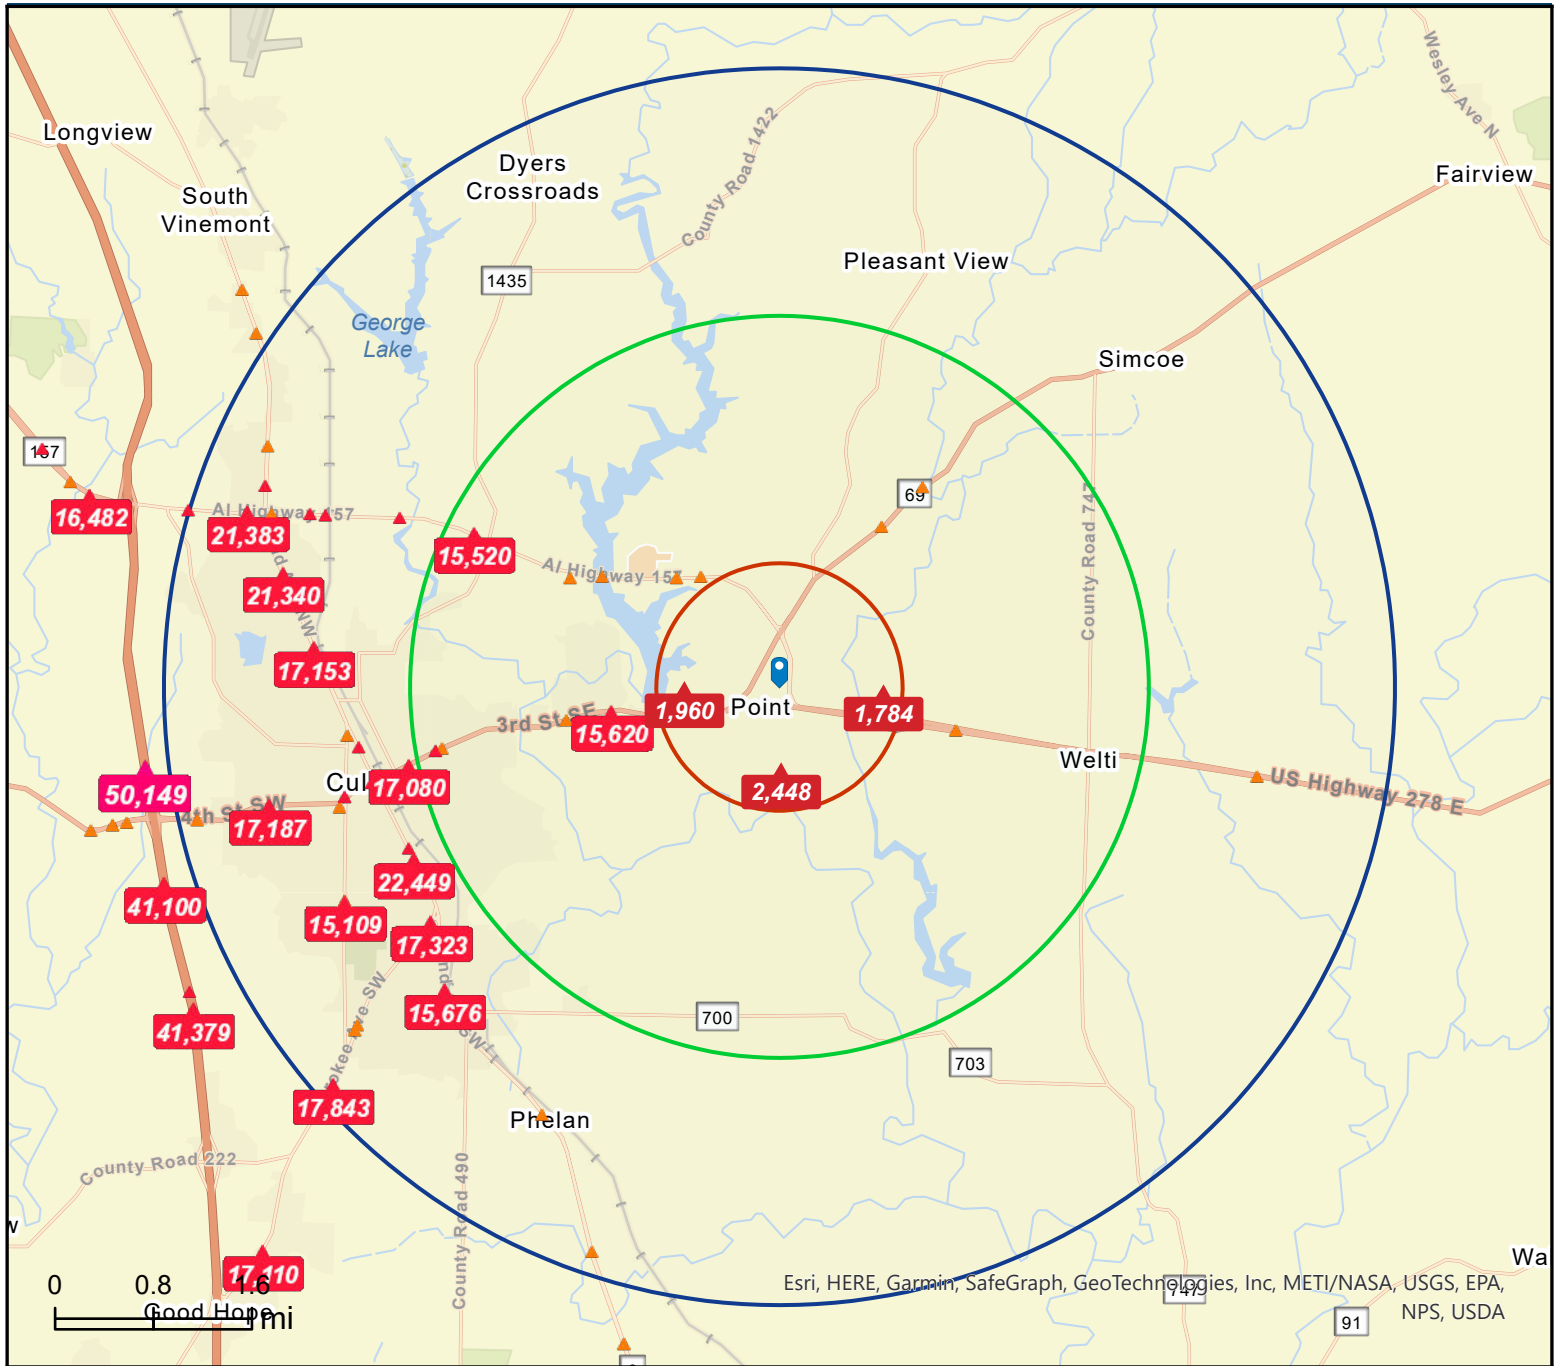 Wesley Ave N
Longview
Dyers
Crossroads
County Road 1422
Fairview
South
Vinemont
Pleasant View
1435
George
Lake
Simcoe
69
16,482
Al Highway 157
21,383
15,520
County Road 747
Al Highway 157
21,340
17,153
1,960
Point
1,784
3rd St SE
15,620
Welti
US Highway 278 E
50,149
17,080
2,448
4th St SW
17,187
22,449
41,100
15,109
17,323
15,676
700
41,379
703
17,843
Phelan
County Road 222
County Road 490
17,110
0 0.8 1.6
mi
Good Hope
Esri, HERE, Garmin, SafeGraph, GeoTechnologies, Inc, METI/NASA, USGS, EPA,
NPS, USDA
747
91